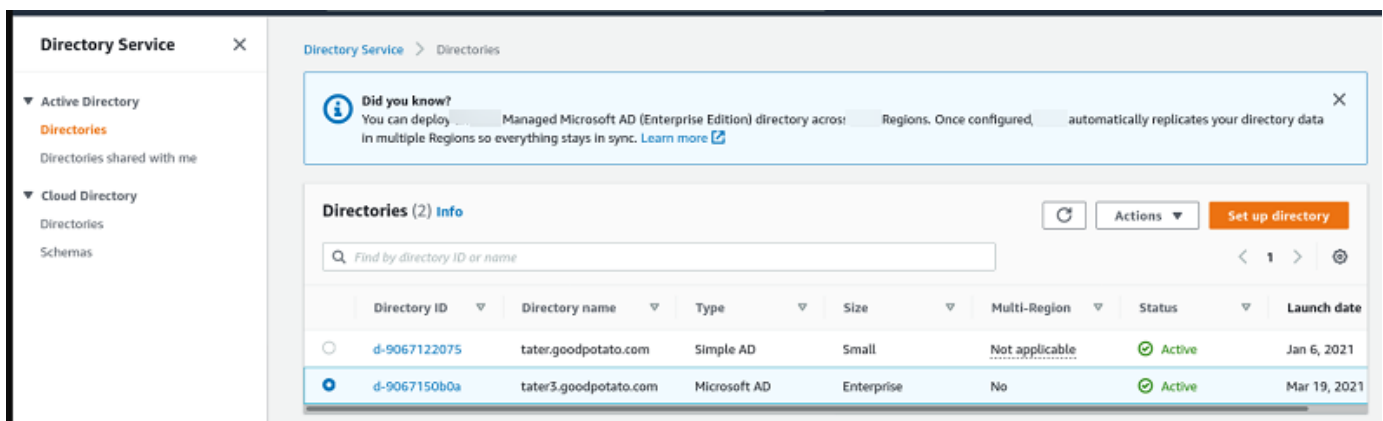 Directory Service
Active Directory
Directories
Directories shared with me
Cloud Directory
Directories
Schemas
Directory Service > Directories
Did you know?
You can deploy Managed Microsoft AD (Enterprise Edition) directory across Regions. Once configured, automatically replicates your directory data
in multiple Regions so everything stays in sync. Learn more
Directories (2) Info
Actions
Set up directory
Find by directory ID or name
1
Directory ID Directory name Type Size Multi-Region Status Launch date
d-9067122075 tater.goodpotato.com Simple AD Small Not applicable Active Jan 6, 2021
d-9067150b0a tater3.goodpotato.com Microsoft AD Enterprise No Active Mar 19, 2021